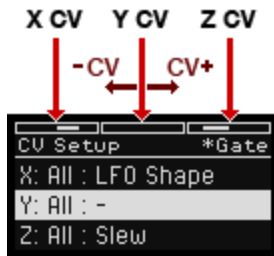 X CV Y CV Z CV
-CV CV+
CV Setup *Gate
X: All : LFO Shape
Y: All : -
Z: All : Slew